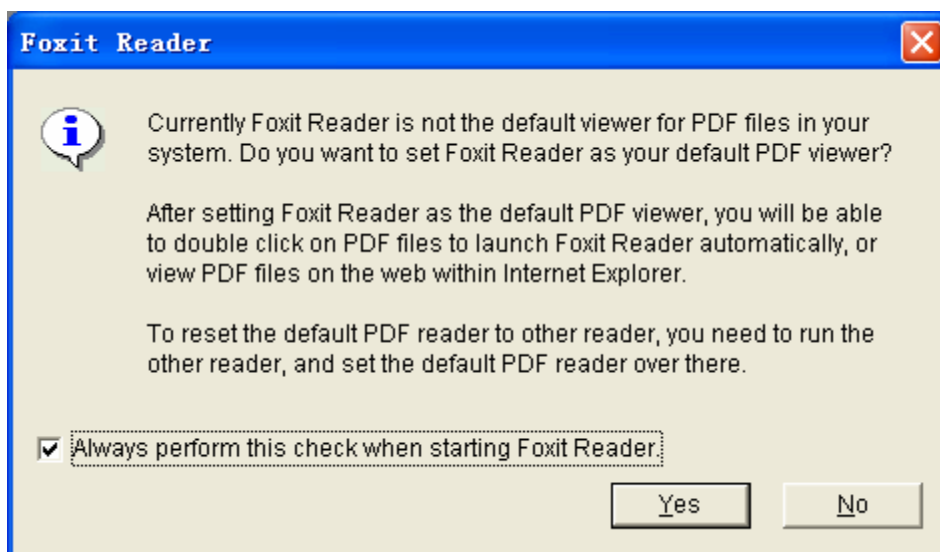 Foxit Reader
Currently Foxit Reader is not the default viewer for PDF files in your
system. Do you want to set Foxit Reader as your default PDF viewer?
After setting Foxit Reader as the default PDF viewer, you will be able
to double click on PDF files to launch Foxit Reader automatically, or
view PDF files on the web within Internet Explorer.
To reset the default PDF reader to other reader, you need to run the
other reader, and set the default PDF reader over there.
Always perform this check when starting Foxit Reader.
Yes No